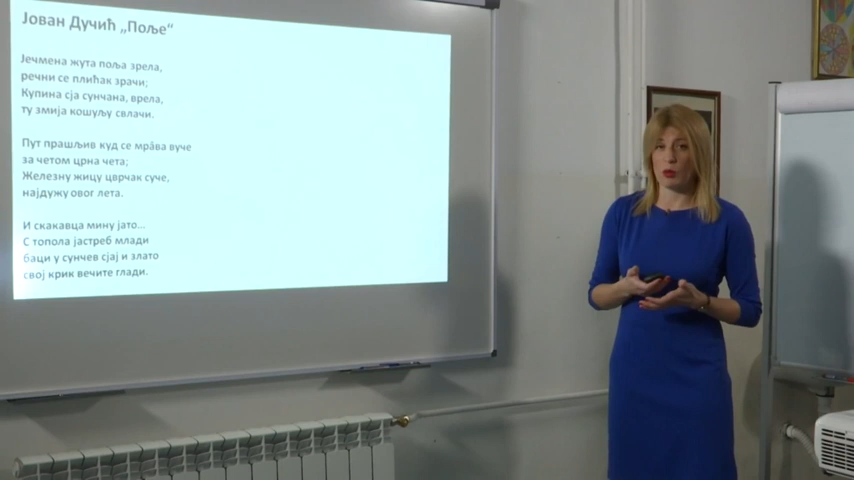 Јован Дучић „Поље“
Јечмена жута поља зрела,
речни се плићак зрачи;
Купина сја сунчана, врела,
ту змија кошуљу свлачи.
Пут прашљив куд се мрâва вуче
за четом црна чета;
Железну жицу цврчак суче,
најдужу овог лета.
И скакавца мину јато...
С топола јастреб млади
баци у сунчев сјај и злато
свој крик вечите глади.